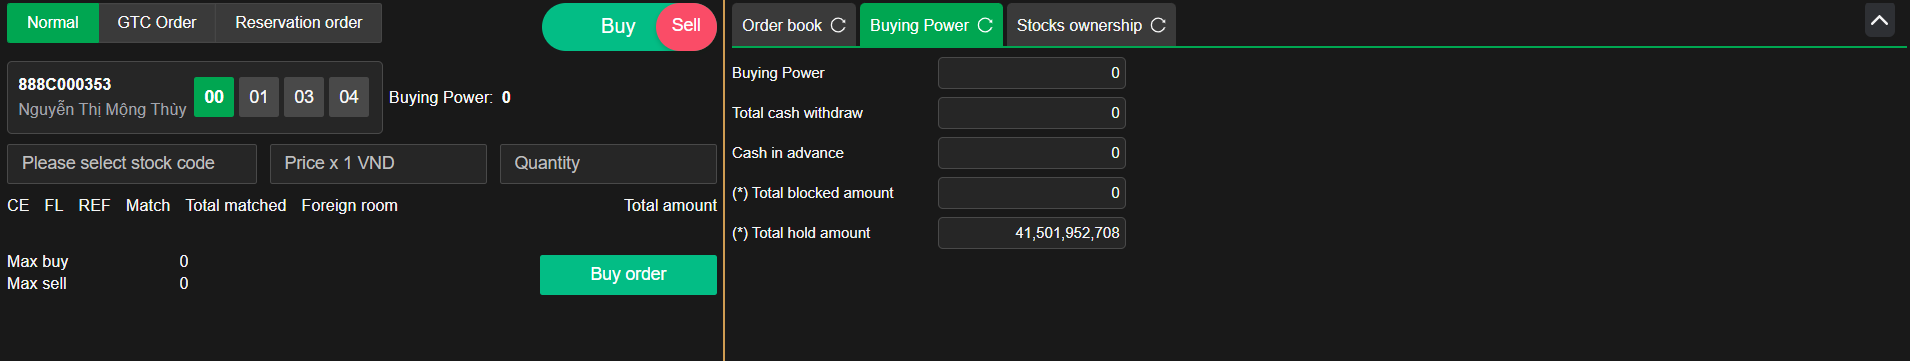 Normal GTC Order Reservation order
Buy Sell
888C000353
Nguyễn Thị Mộng Thùy
00 01 03 04
Buying Power: 0
Please select stock code Price x 1 VND Quantity
CE FL REF Match Total matched Foreign room Total amount
Max buy 0
Max sell 0
Buy order
Order book Buying Power Stocks ownership
Buying Power 0
Total cash withdraw 0
Cash in advance 0
(*) Total blocked amount 0
(*) Total hold amount 41,501,952,708